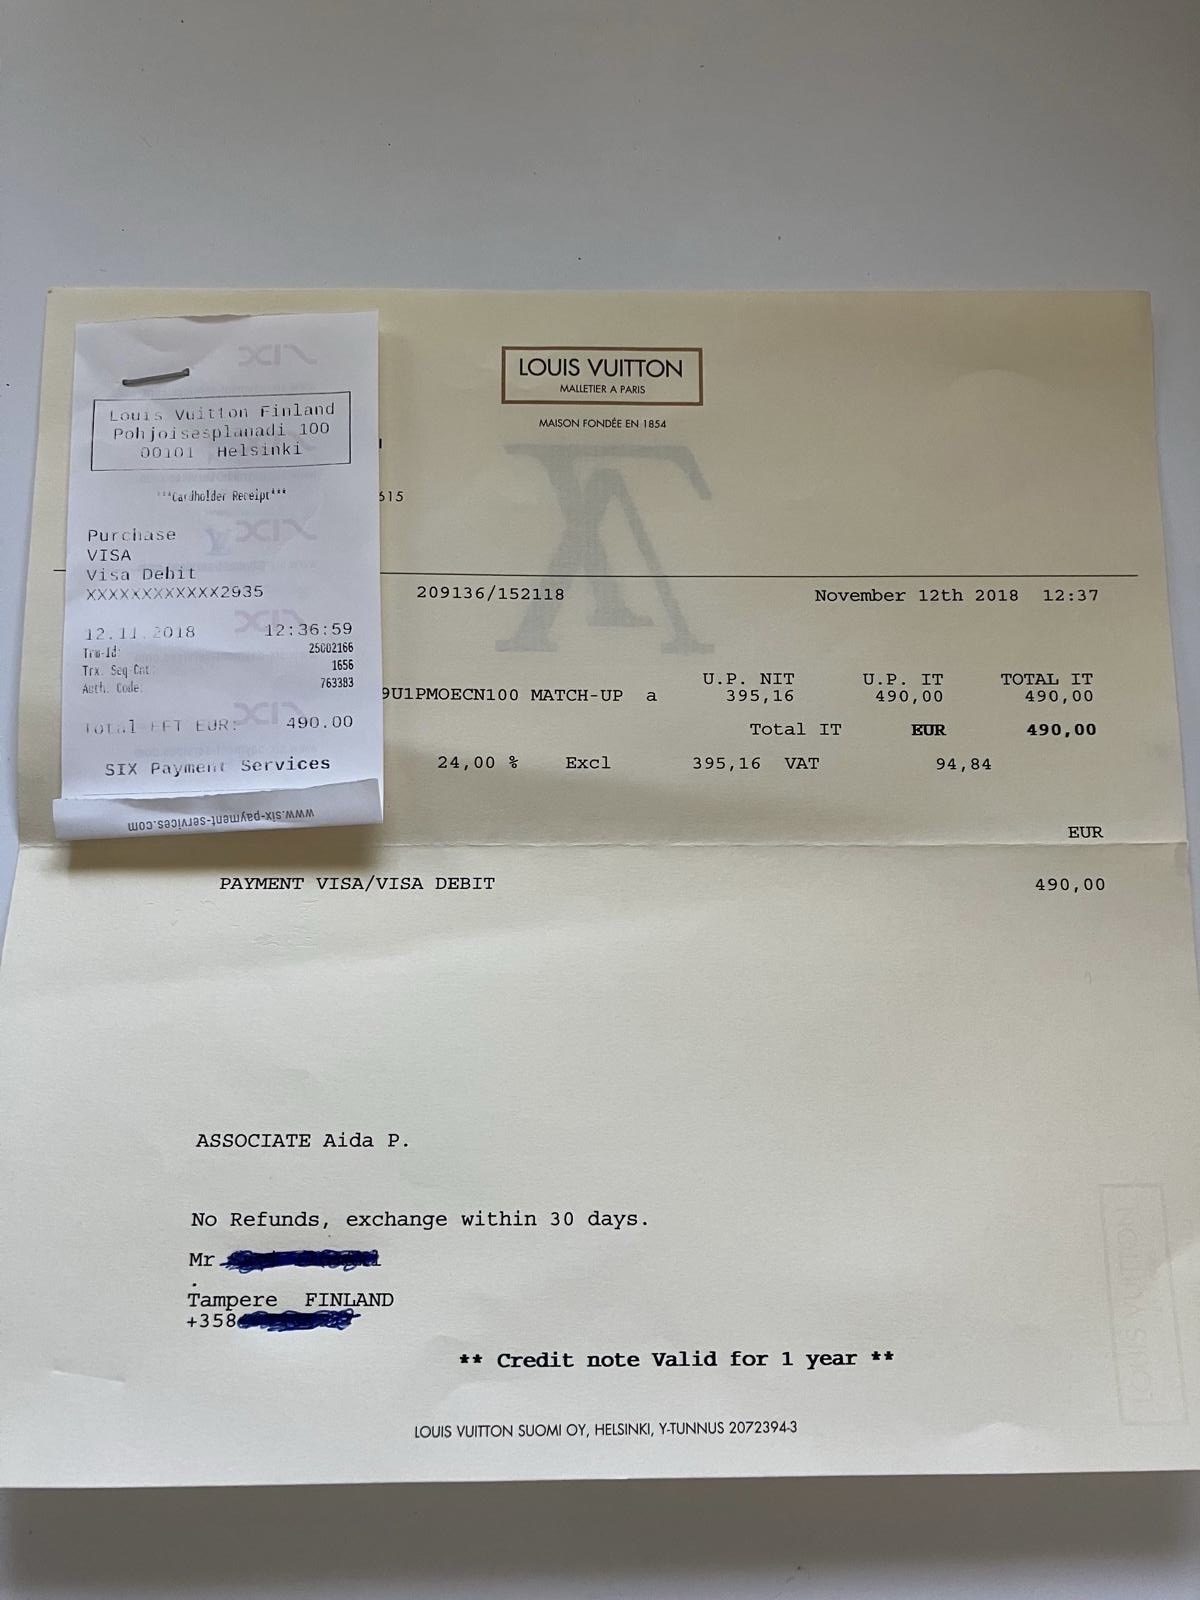 Louis Vuitton Finland
Pohjoisesplanadi 100
00101 Helsinki
***Cardholder Receipt***
Purchase
VISA
Visa Debit
XXXXXXXXXXXX2935
12.11.2018 12:36:59
Trm-Id: 25002166
Trx. Seq-Cnt: 1656
Auth. Code: 763383
Total EFT EUR: 490.00
SIX Payment Services
www.six-payment-services.com
LOUIS VUITTON
MALLETIER A PARIS
MAISON FONDÉE EN 1854
615
209136/152118 November 12th 2018 12:37
U.P. NIT U.P. IT TOTAL IT
9U1PMOECN100 MATCH-UP a 395,16 490,00 490,00
Total IT EUR 490,00
24,00 % Excl 395,16 VAT 94,84
EUR
PAYMENT VISA/VISA DEBIT 490,00
ASSOCIATE Aida P.
No Refunds, exchange within 30 days.
Mr
.
Tampere FINLAND
+358
** Credit note Valid for 1 year **
LOUIS VUITTON SUOMI OY, HELSINKI, Y-TUNNUS 2072394-3